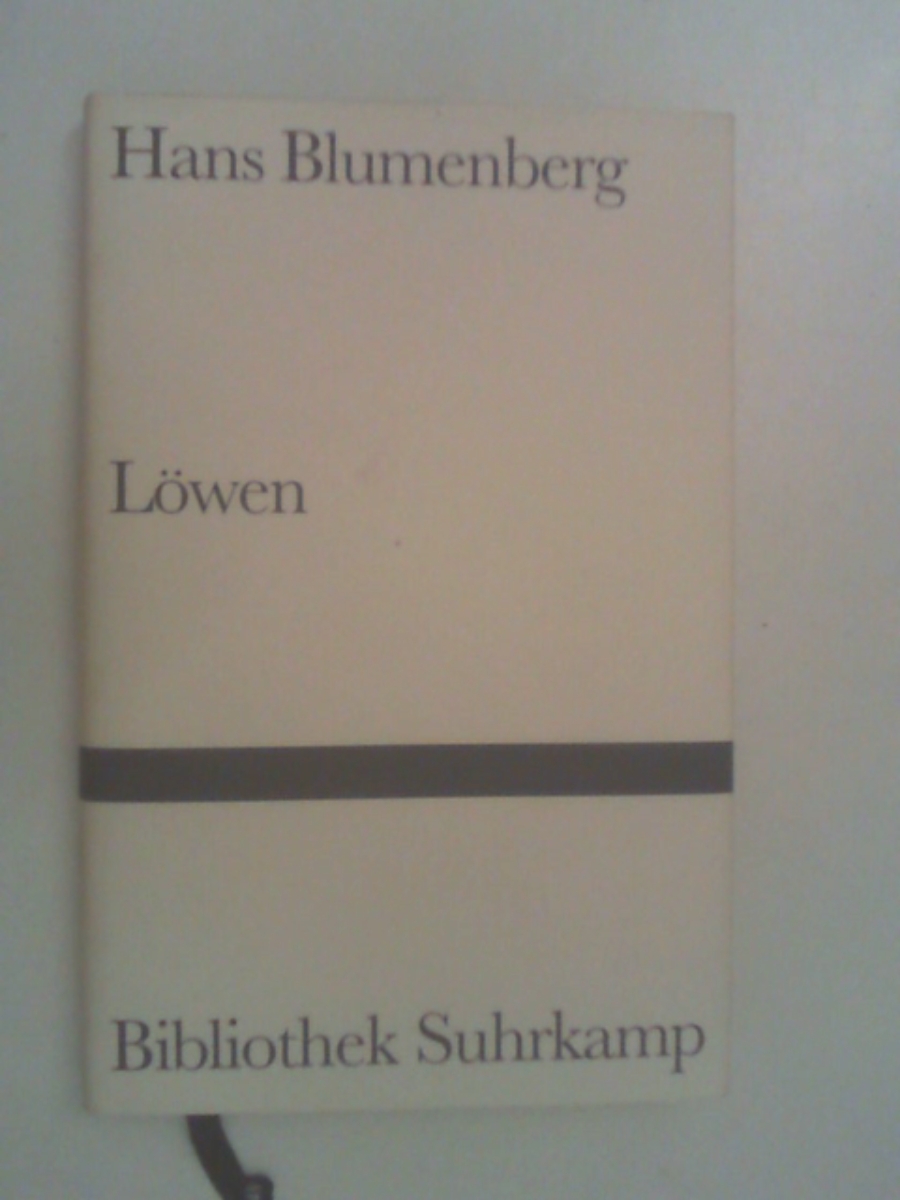 Hans Blumenberg
Löwen
Bibliothek Suhrkamp